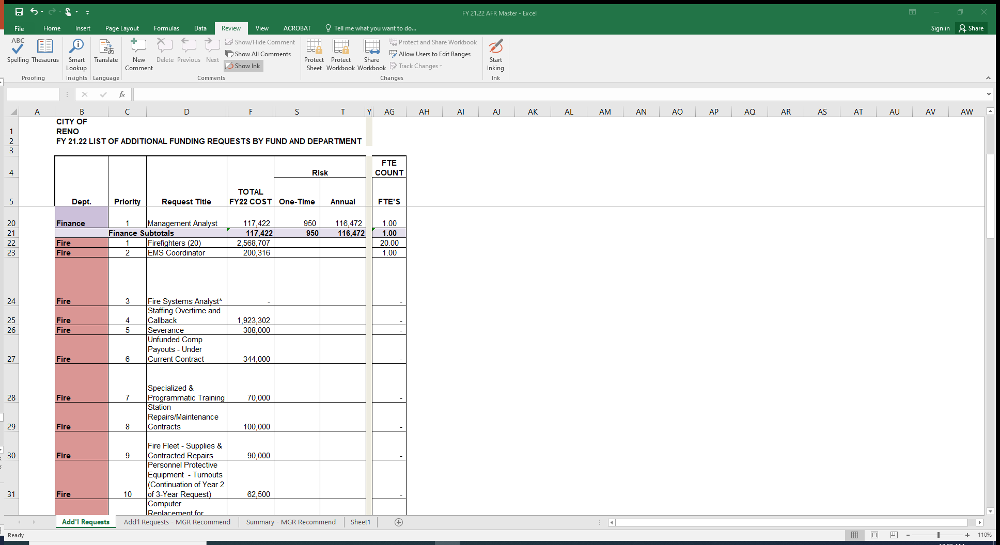 FY 21.22 AFR Master - Excel
File Home Insert Page Layout Formulas Data Review View ACROBAT Tell me what you want to do... Sign in Share
ABC
Spelling Thesaurus Smart Lookup Translate New Comment Delete Previous Next
Show/Hide Comment
Show All Comments
Show Ink
Protect Sheet Protect Workbook Share Workbook
Protect and Share Workbook
Allow Users to Edit Ranges
Track Changes
Start Inking
Proofing Insights Language Comments Changes Ink
fx
A B C D F S T Y AG AH AI AJ AK AL AM AN AO AP AQ AR AS AT AU AV AW
CITY OF
1 RENO
2 FY 21.22 LIST OF ADDITIONAL FUNDING REQUESTS BY FUND AND DEPARTMENT
3
FTE
4 Risk COUNT
TOTAL
5 Dept. Priority Request Title FY22 COST One-Time Annual FTE'S
20 Finance 1 Management Analyst 117,422 950 116,472 1.00
21 Finance Subtotals 117,422 950 116,472 1.00
22 Fire 1 Firefighters (20) 2,568,707 20.00
23 Fire 2 EMS Coordinator 200,316 1.00
24 Fire 3 Fire Systems Analyst* - -
Staffing Overtime and
25 Fire 4 Callback 1,923,302 -
26 Fire 5 Severance 308,000 -
Unfunded Comp
Payouts - Under
27 Fire 6 Current Contract 344,000 -
Specialized &
28 Fire 7 Programmatic Training 70,000 -
Station
Repairs/Maintenance
29 Fire 8 Contracts 100,000 -
Fire Fleet - Supplies &
30 Fire 9 Contracted Repairs 90,000 -
Personnel Protective
Equipment - Turnouts
(Continuation of Year 2
31 Fire 10 of 3-Year Request) 62,500 -
Computer
Replacement for
Add'l Requests Add'l Requests - MGR Recommend Summary - MGR Recommend Sheet1
Ready 110%